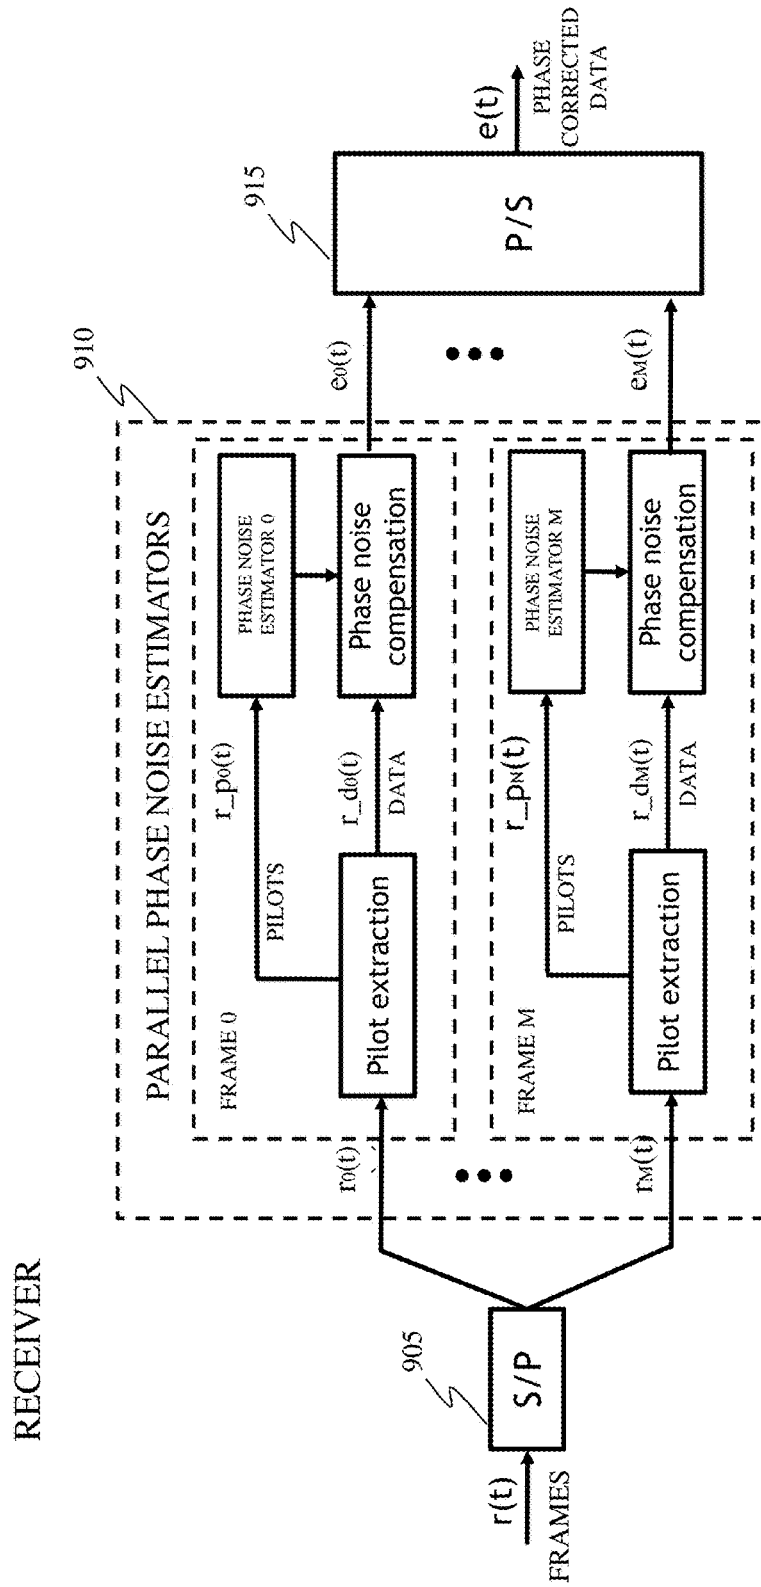 RECEIVER
r(t)
FRAMES
S/P
905
PARALLEL PHASE NOISE ESTIMATORS
910
r0(t)
FRAME 0
Pilot extraction
PILOTS
r_p0(t)
r_d0(t)
DATA
PHASE NOISE
ESTIMATOR 0
Phase noise
compensation
e0(t)
rM(t)
FRAME M
Pilot extraction
PILOTS
r_pN(t)
r_dM(t)
DATA
PHASE NOISE
ESTIMATOR M
Phase noise
compensation
eM(t)
P/S
915
e(t)
PHASE
CORRECTED
DATA